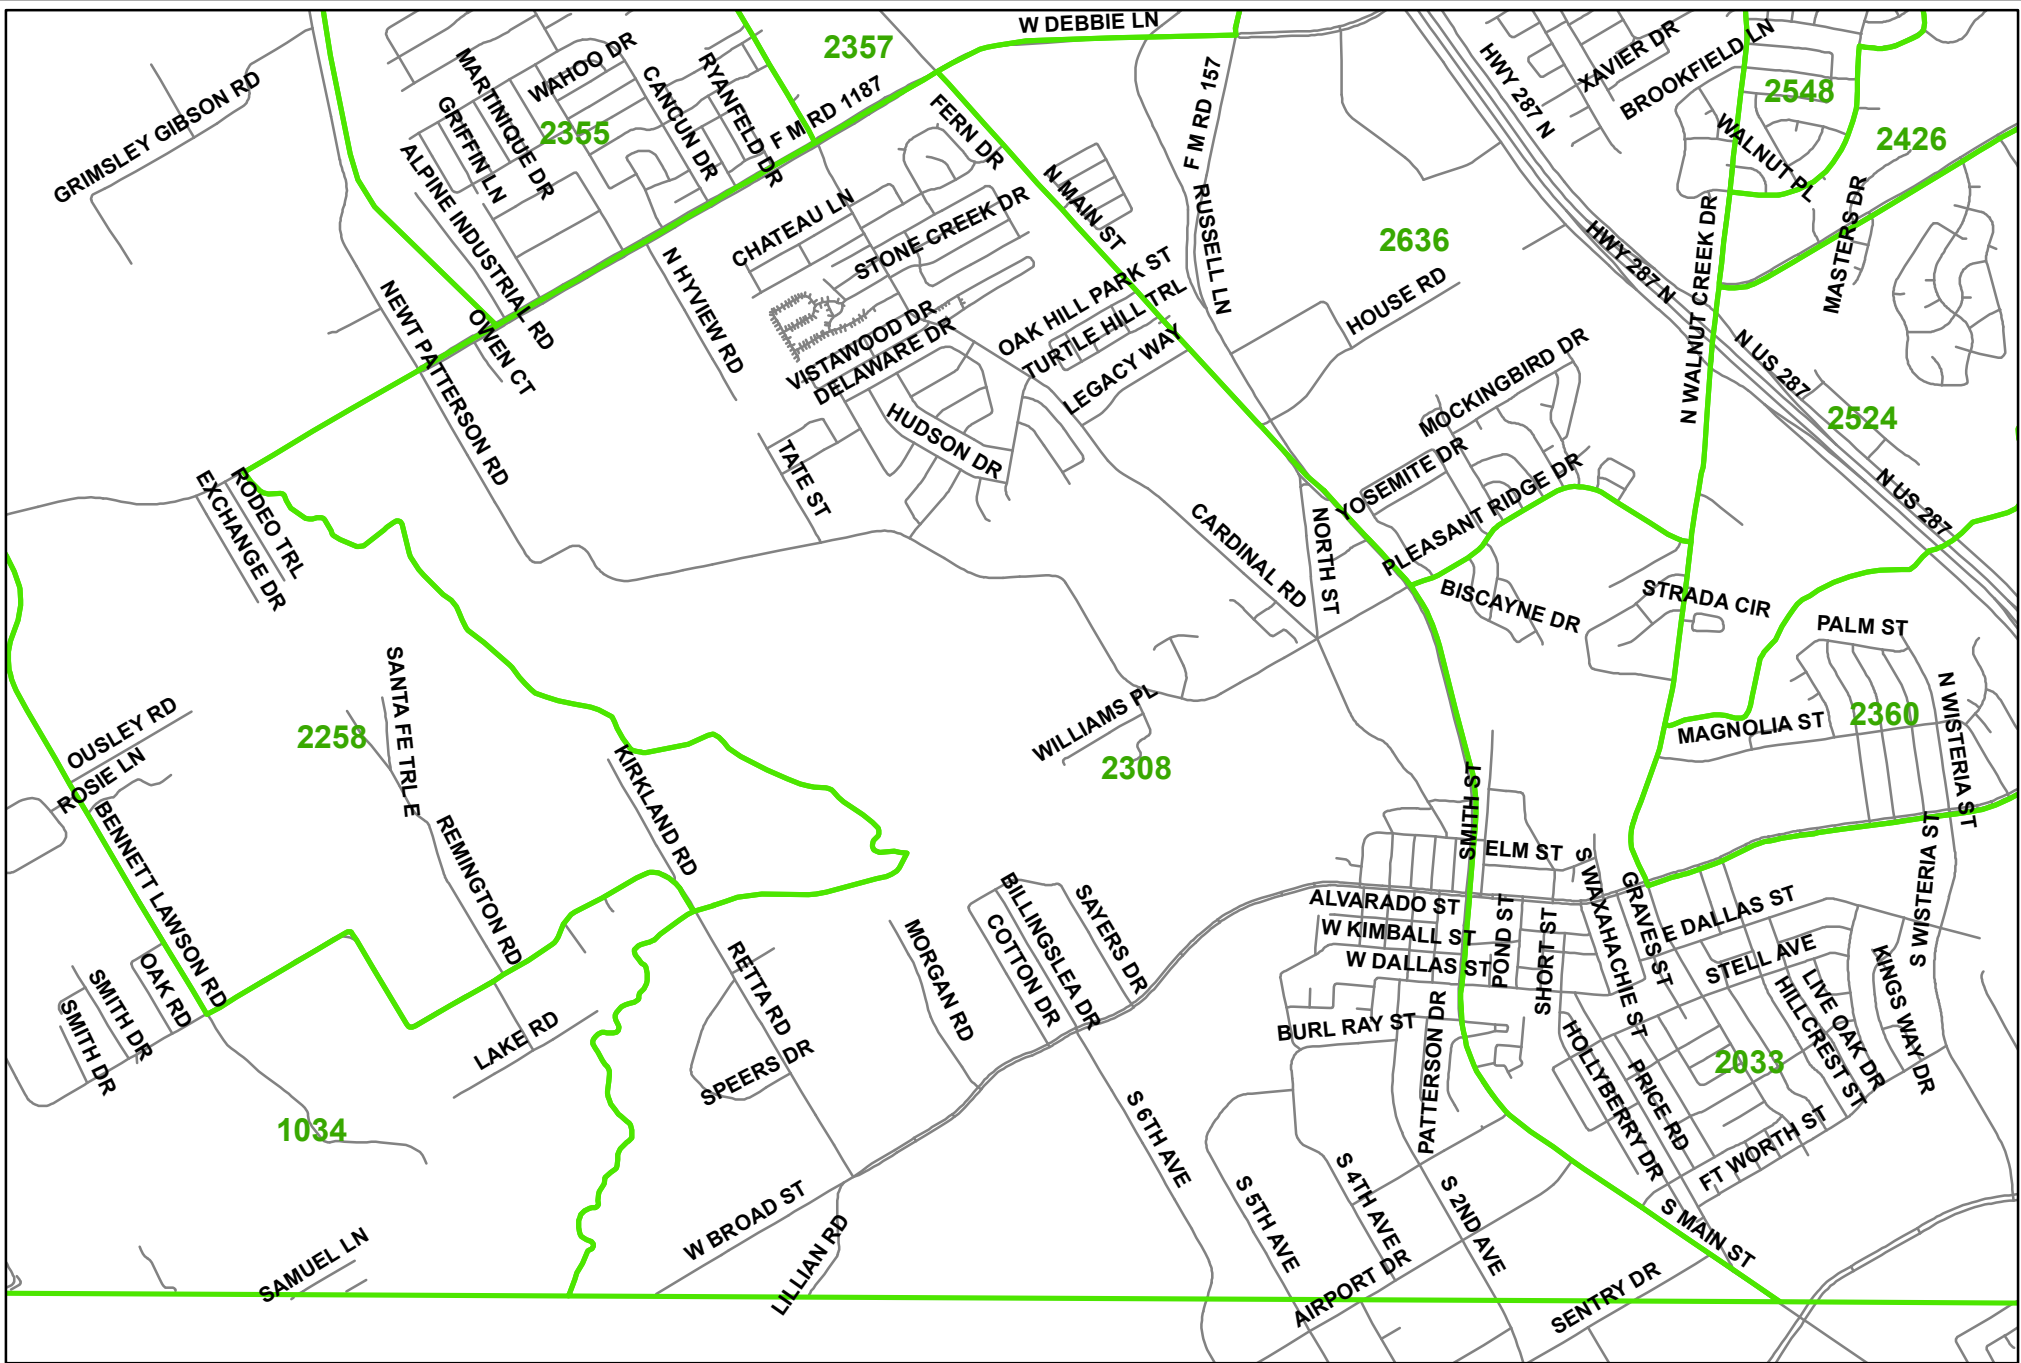 W DEBBIE LN
2357
MARTINIQUE DR
WAHOO DR
CANCUN DR
RYANFELD DR
F M RD 1187
FERN DR
F M RD 157
HWY 287 N
XAVIER DR
BROOKFIELD LN
2548
WALNUT PL
2426
GRIMSLEY GIBSON RD
GRIFFIN LN
2355
ALPINE INDUSTRIAL RD
CHATEAU LN
STONE CREEK DR
N MAIN ST
RUSSELL LN
2636
HWY 287 N
N WALNUT CREEK DR
MASTERS DR
NEWT PATTERSON RD
OWEN CT
N HYVIEW RD
VISTAWOOD DR
DELAWARE DR
OAK HILL PARK ST
TURTLE HILL TRL
LEGACY WAY
HOUSE RD
MOCKINGBIRD DR
N US 287
2524
N US 287
HUDSON DR
TATE ST
YOSEMITE DR
PLEASANT RIDGE DR
RODEO TRL
EXCHANGE DR
CARDINAL RD
NORTH ST
BISCAYNE DR
STRADA CIR
PALM ST
N WISTERIA ST
2360
MAGNOLIA ST
SANTA FE TRL E
OUSLEY RD
ROSIE LN
2258
WILLIAMS PL
2308
KIRKLAND RD
BENNETT LAWSON RD
REMINGTON RD
SMITH ST
ELM ST
S WAXAHACHIE ST
GRAVES ST
E DALLAS ST
S WISTERIA ST
ALVARADO ST
W KIMBALL ST
W DALLAS ST
POND ST
SHORT ST
STELL AVE
KINGS WAY DR
LIVE OAK DR
HILLCREST ST
BILLINGSLEA DR
COTTON DR
SAYERS DR
MORGAN RD
RETTA RD
SPEERS DR
OAK RD
SMITH DR
SMITH DR
LAKE RD
BURL RAY ST
PATTERSON DR
HOLLYBERRY DR
PRICE RD
2033
FT WORTH ST
1034
S 6TH AVE
S 5TH AVE
S 4TH AVE
S 2ND AVE
S MAIN ST
W BROAD ST
LILLIAN RD
SAMUEL LN
AIRPORT DR
SENTRY DR